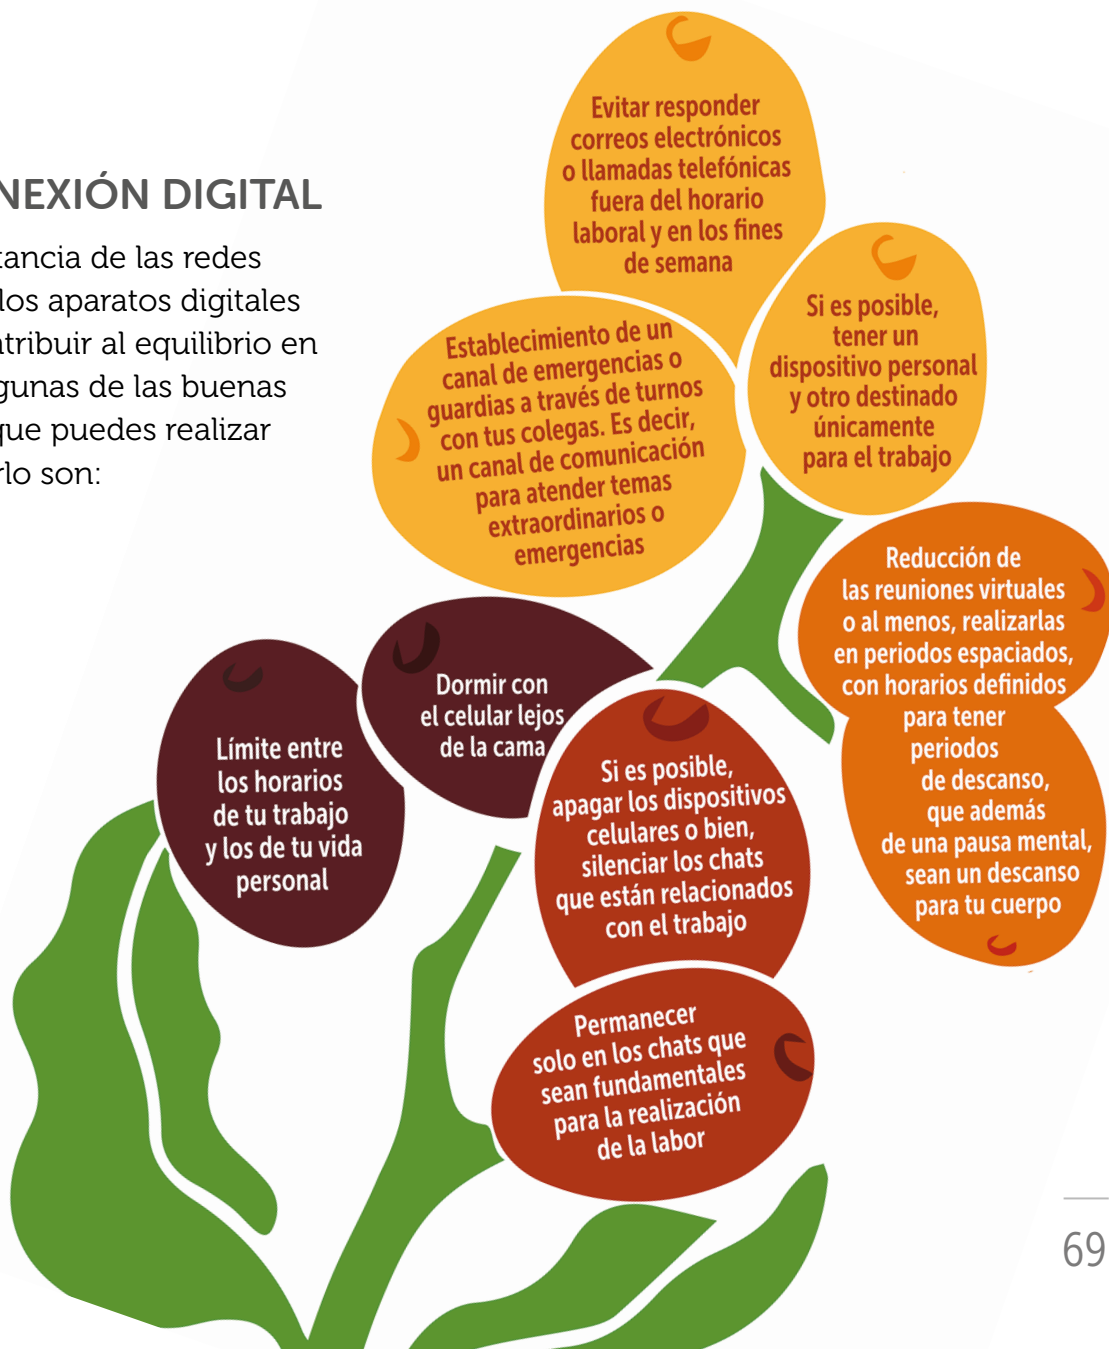 NEXIÓN DIGITAL
tancia de las redes
los aparatos digitales
tribuir al equilibrio en
gunas de las buenas
que puedes realizar
rlo son:
Evitar responder
correos electrónicos
o llamadas telefónicas
fuera del horario
laboral y en los fines
de semana
Si es posible,
tener un
dispositivo personal
y otro destinado
únicamente
para el trabajo
Establecimiento de un
canal de emergencias o
guardias a través de turnos
con tus colegas. Es decir,
un canal de comunicación
para atender temas
extraordinarios o
emergencias
Reducción de
las reuniones virtuales
o al menos, realizarlas
en periodos espaciados,
con horarios definidos
para tener
periodos
de descanso,
que además
de una pausa mental,
sean un descanso
para tu cuerpo
Dormir con
el celular lejos
de la cama
Límite entre
los horarios
de tu trabajo
y los de tu vida
personal
Si es posible,
apagar los dispositivos
celulares o bien,
silenciar los chats
que están relacionados
con el trabajo
Permanecer
solo en los chats que
sean fundamentales
para la realización
de la labor
69